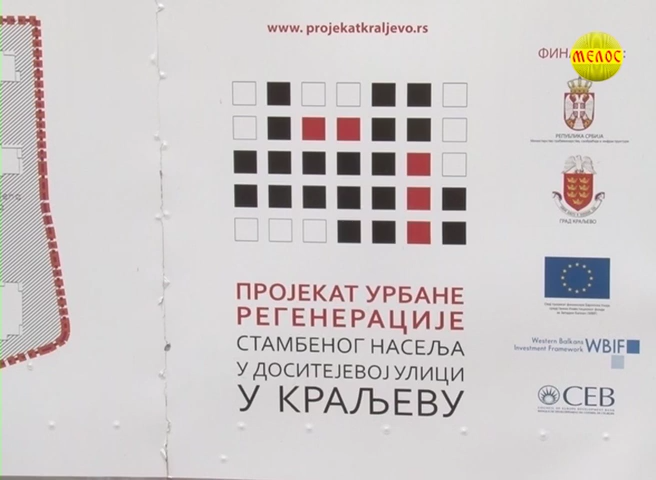 www. projekatkraljevo.rs
ПРОЈЕКАТ УРБАНЕ
РЕГЕНЕРАЦИЈЕ
СТАМБЕНОГ НАСЕЉА
У ДОСИТЕЈЕВОЈ УЛИЦИ
У КРАЉЕВУ
МЕЛОС
РЕПУБЛИКА СРБИЈА
ГРАД КРАЉЕВО
Western Balkans
Investment Framework WBIF
CEB